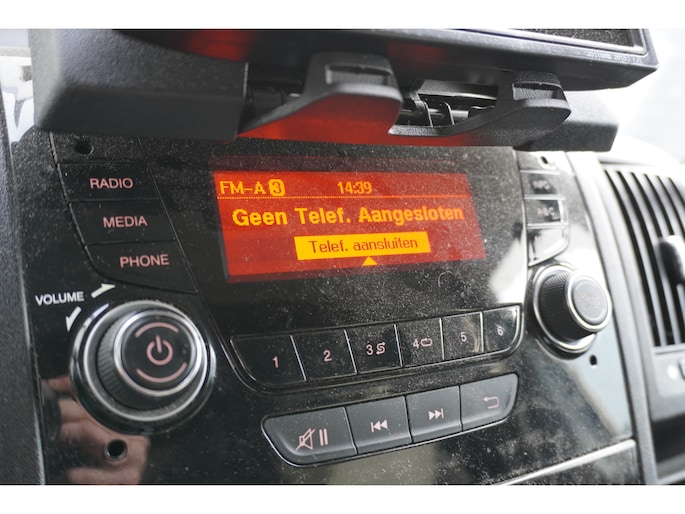 FM-A 3 14:39
Geen Telef. Aangesloten
Telef. aansluiten
RADIO
MEDIA
PHONE
VOLUME
1 2 3 4 5 6